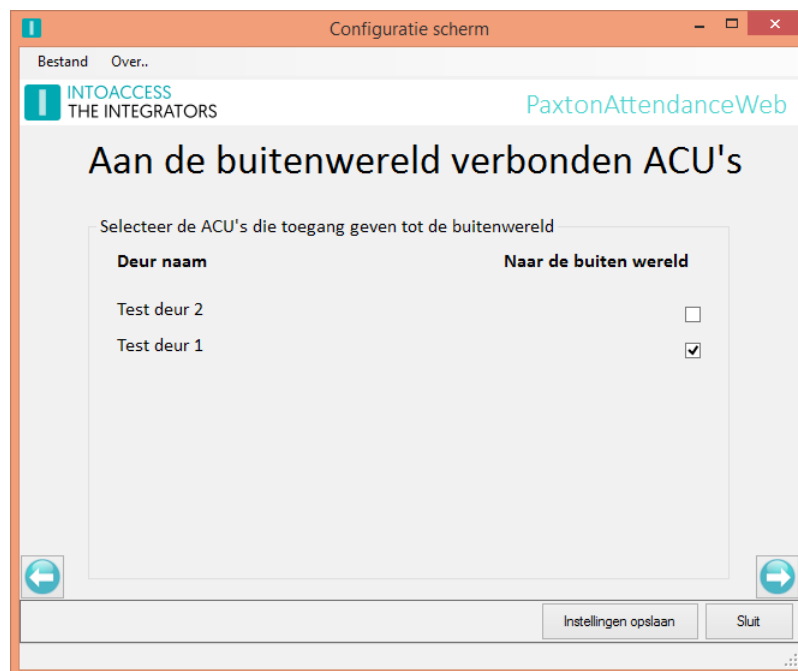 Configuratie scherm
Bestand Over..
INTOACCESS
THE INTEGRATORS
PaxtonAttendanceWeb
Aan de buitenwereld verbonden ACU's
Selecteer de ACU's die toegang geven tot de buitenwereld
Deur naam Naar de buiten wereld
Test deur 2
Test deur 1
Instellingen opslaan Sluit